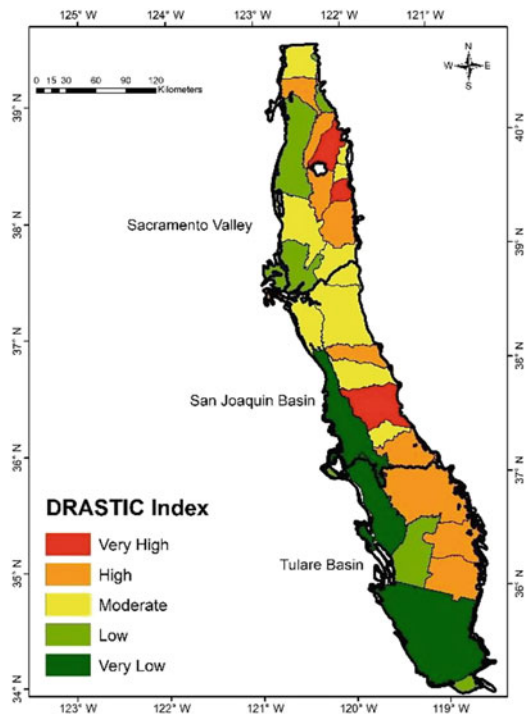 125° W 124° W 123° W 122° W 121° W
N
W E
S
0 15 30 60 90 120
Kilometers
39° N
40° N
Sacramento Valley
38° N
39° N
37° N
38° N
San Joaquin Basin
36° N
37° N
DRASTIC Index
Very High
High
Tulare Basin
35° N
36° N
Moderate
Low
Very Low
34° N
35° N
123° W 122° W 121° W 120° W 119° W